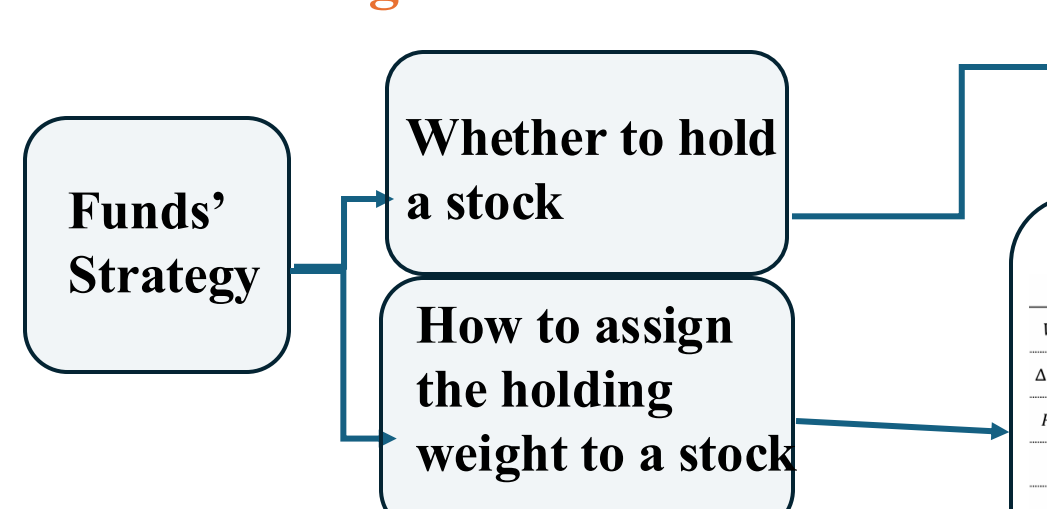 Funds’
Strategy
Whether to hold
a stock
How to assign
the holding
weight to a stock
Δ